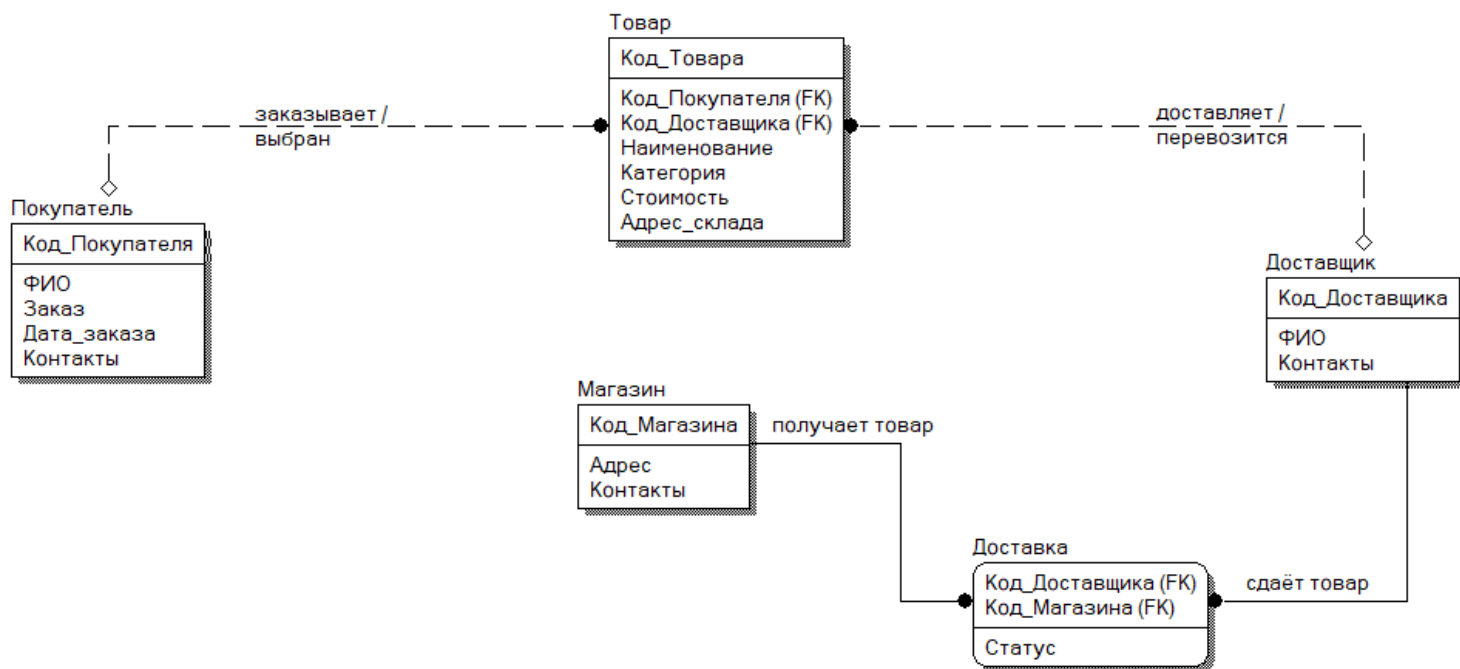 Товар
Код_Товара
Код_Покупателя (FK)
Код_Доставщика (FK)
Наименование
Категория
Стоимость
Адрес_склада
заказывает /
выбран
доставляет /
перевозится
Покупатель
Код_Покупателя
ФИО
Заказ
Дата_заказа
Контакты
Доставщик
Код_Доставщика
ФИО
Контакты
Магазин
Код_Магазина
Адрес
Контакты
получает товар
Доставка
Код_Доставщика (FK)
Код_Магазина (FK)
Статус
сдаёт товар